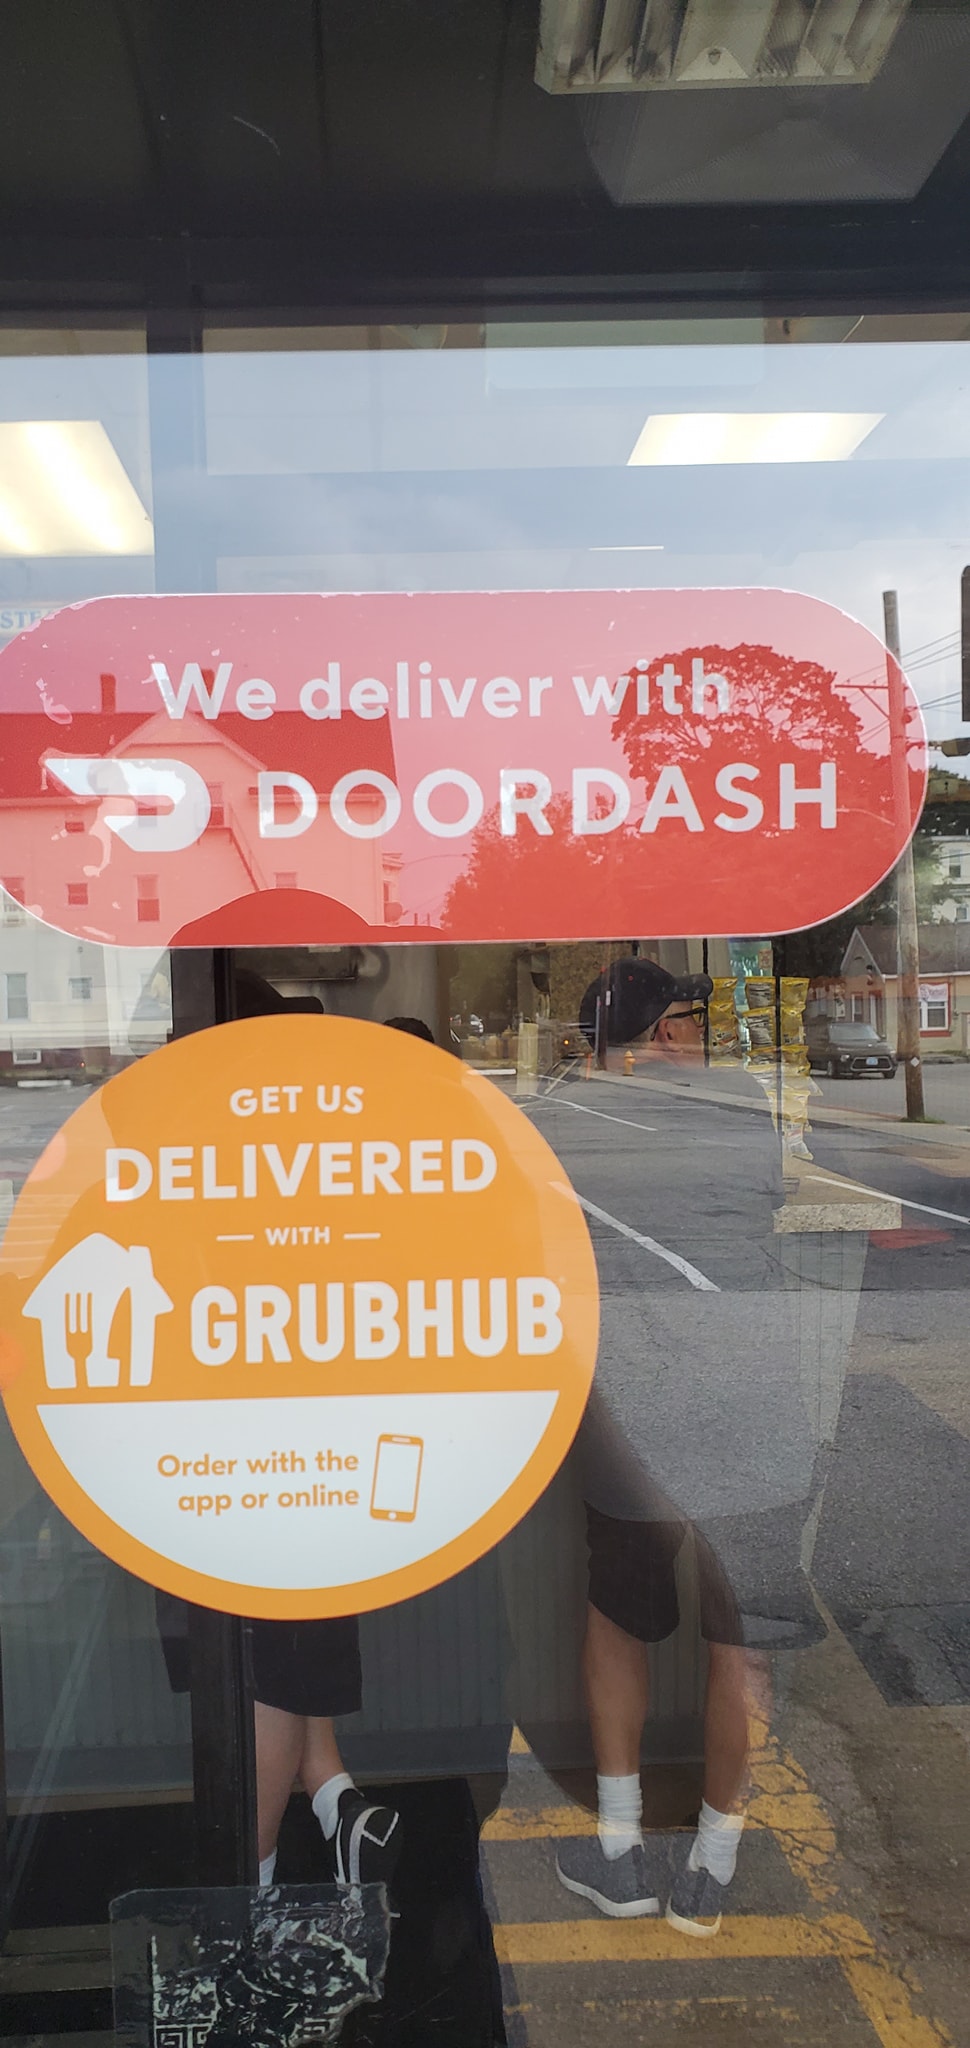 We deliver with
DOORDASH
GET US
DELIVERED
— WITH —
GRUBHUB
Order with the
app or online